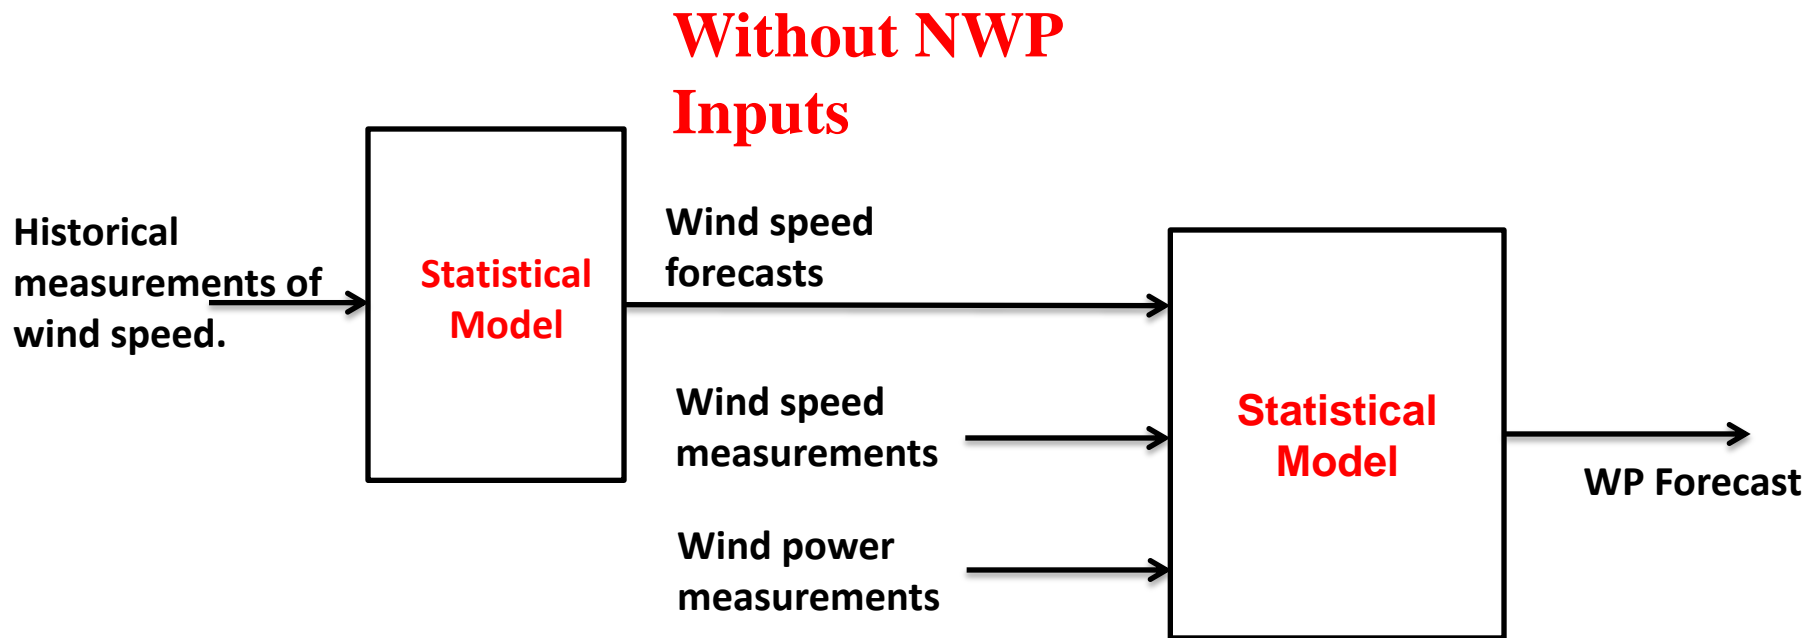 Without NWP
Inputs
Historical
measurements of
wind speed.
Statistical
Model
Wind speed
forecasts
Wind speed
measurements
Wind power
measurements
Statistical
Model
WP Forecast